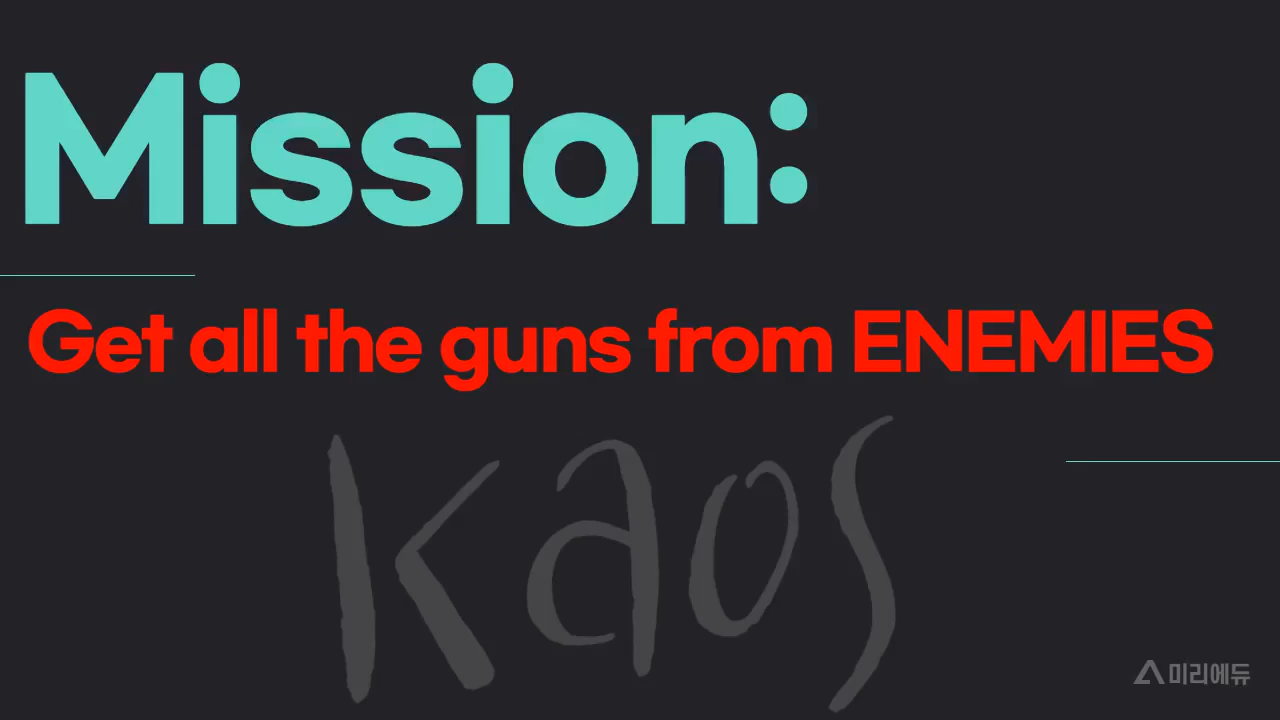 Mission:
Get all the guns from ENEMIES
kaos
미리에듀